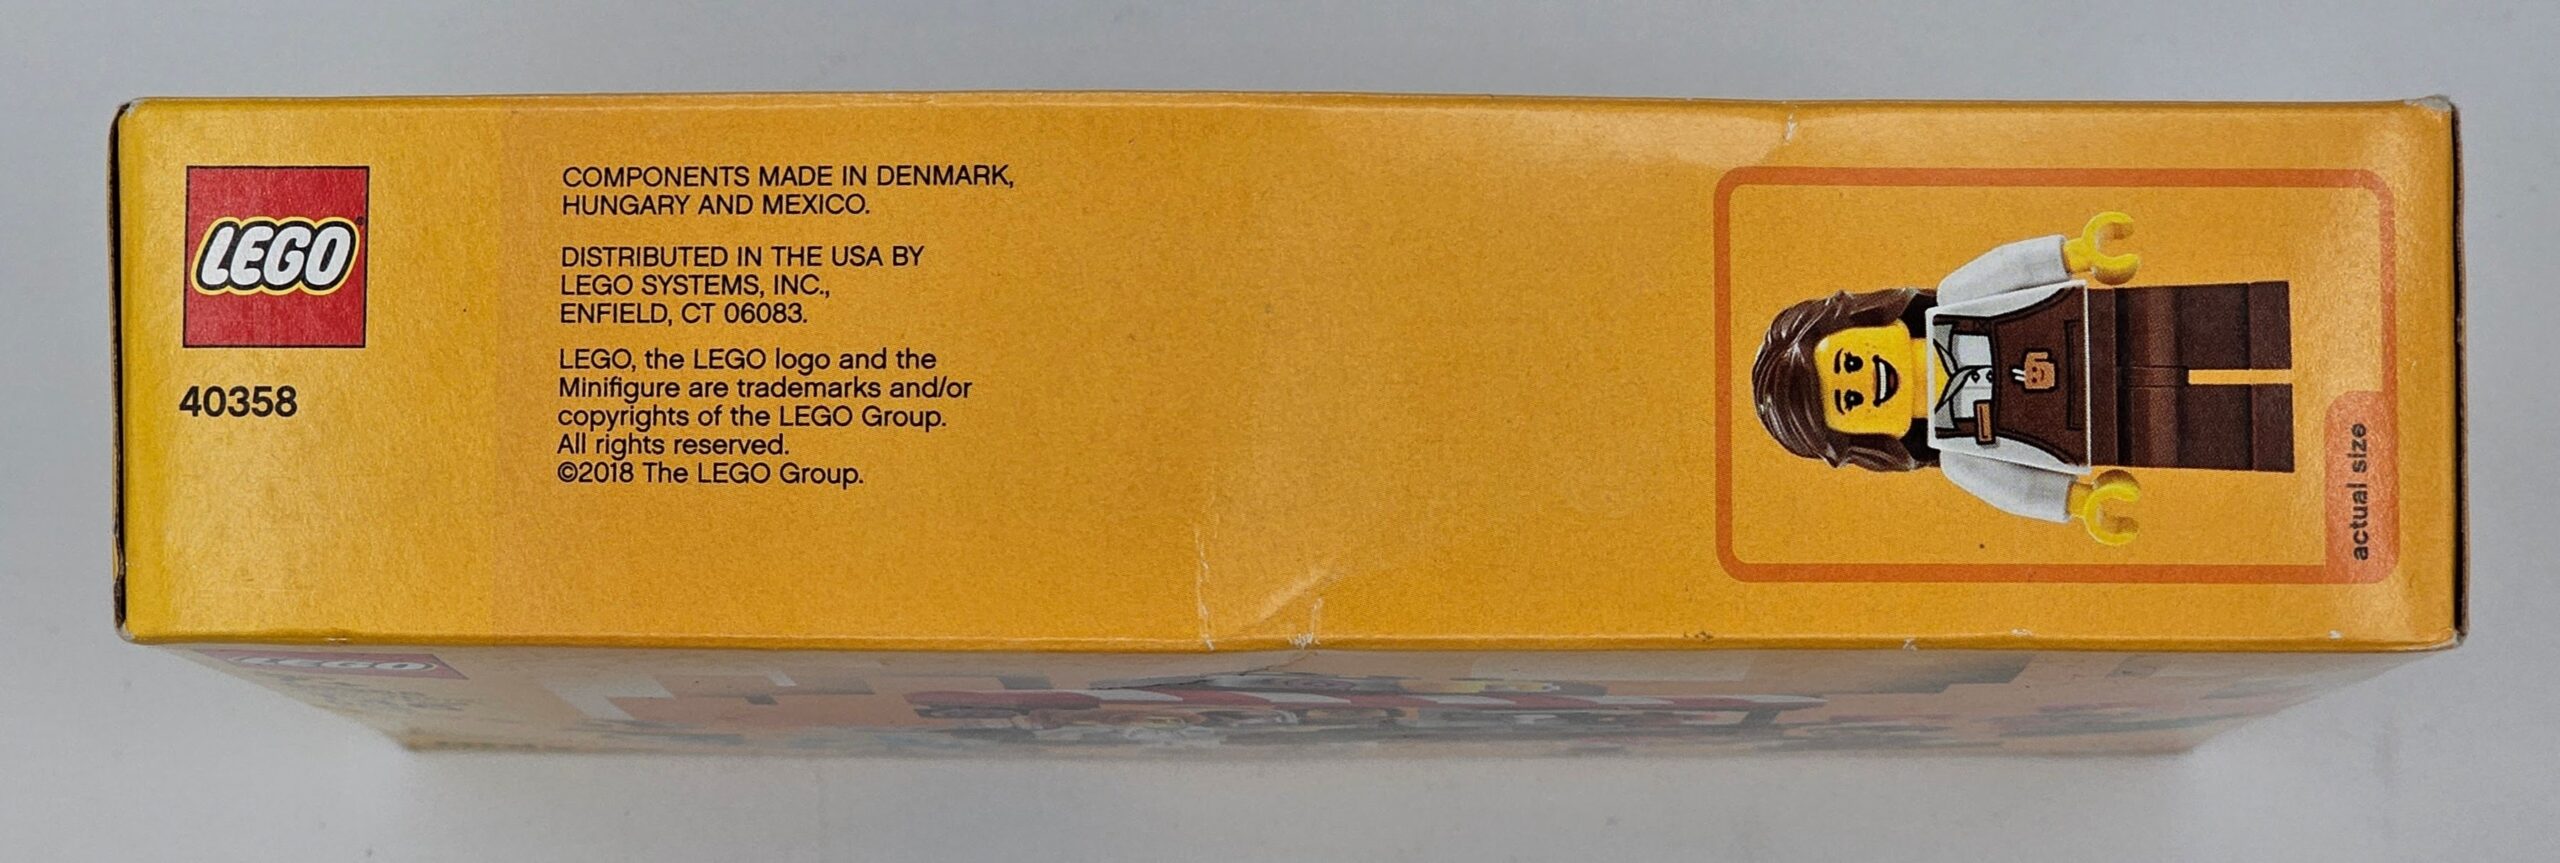 LEGO
®
40358
COMPONENTS MADE IN DENMARK,
HUNGARY AND MEXICO.
DISTRIBUTED IN THE USA BY
LEGO SYSTEMS, INC.,
ENFIELD, CT 06083.
LEGO, the LEGO logo and the
Minifigure are trademarks and/or
copyrights of the LEGO Group.
All rights reserved.
©2018 The LEGO Group.
actual size
LEGO